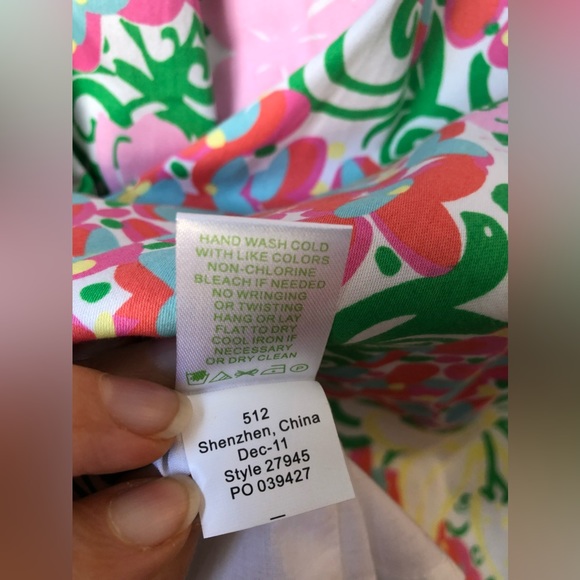 HAND WASH COLD
WITH LIKE COLORS
NON-CHLORINE
BLEACH IF NEEDED
NO WRINGING
OR TWISTING
HANG OR LAY
FLAT TO DRY
COOL IRON IF
NECESSARY
OR DRY CLEAN
512
Shenzhen, China
Dec-11
Style 27945
PO 039427